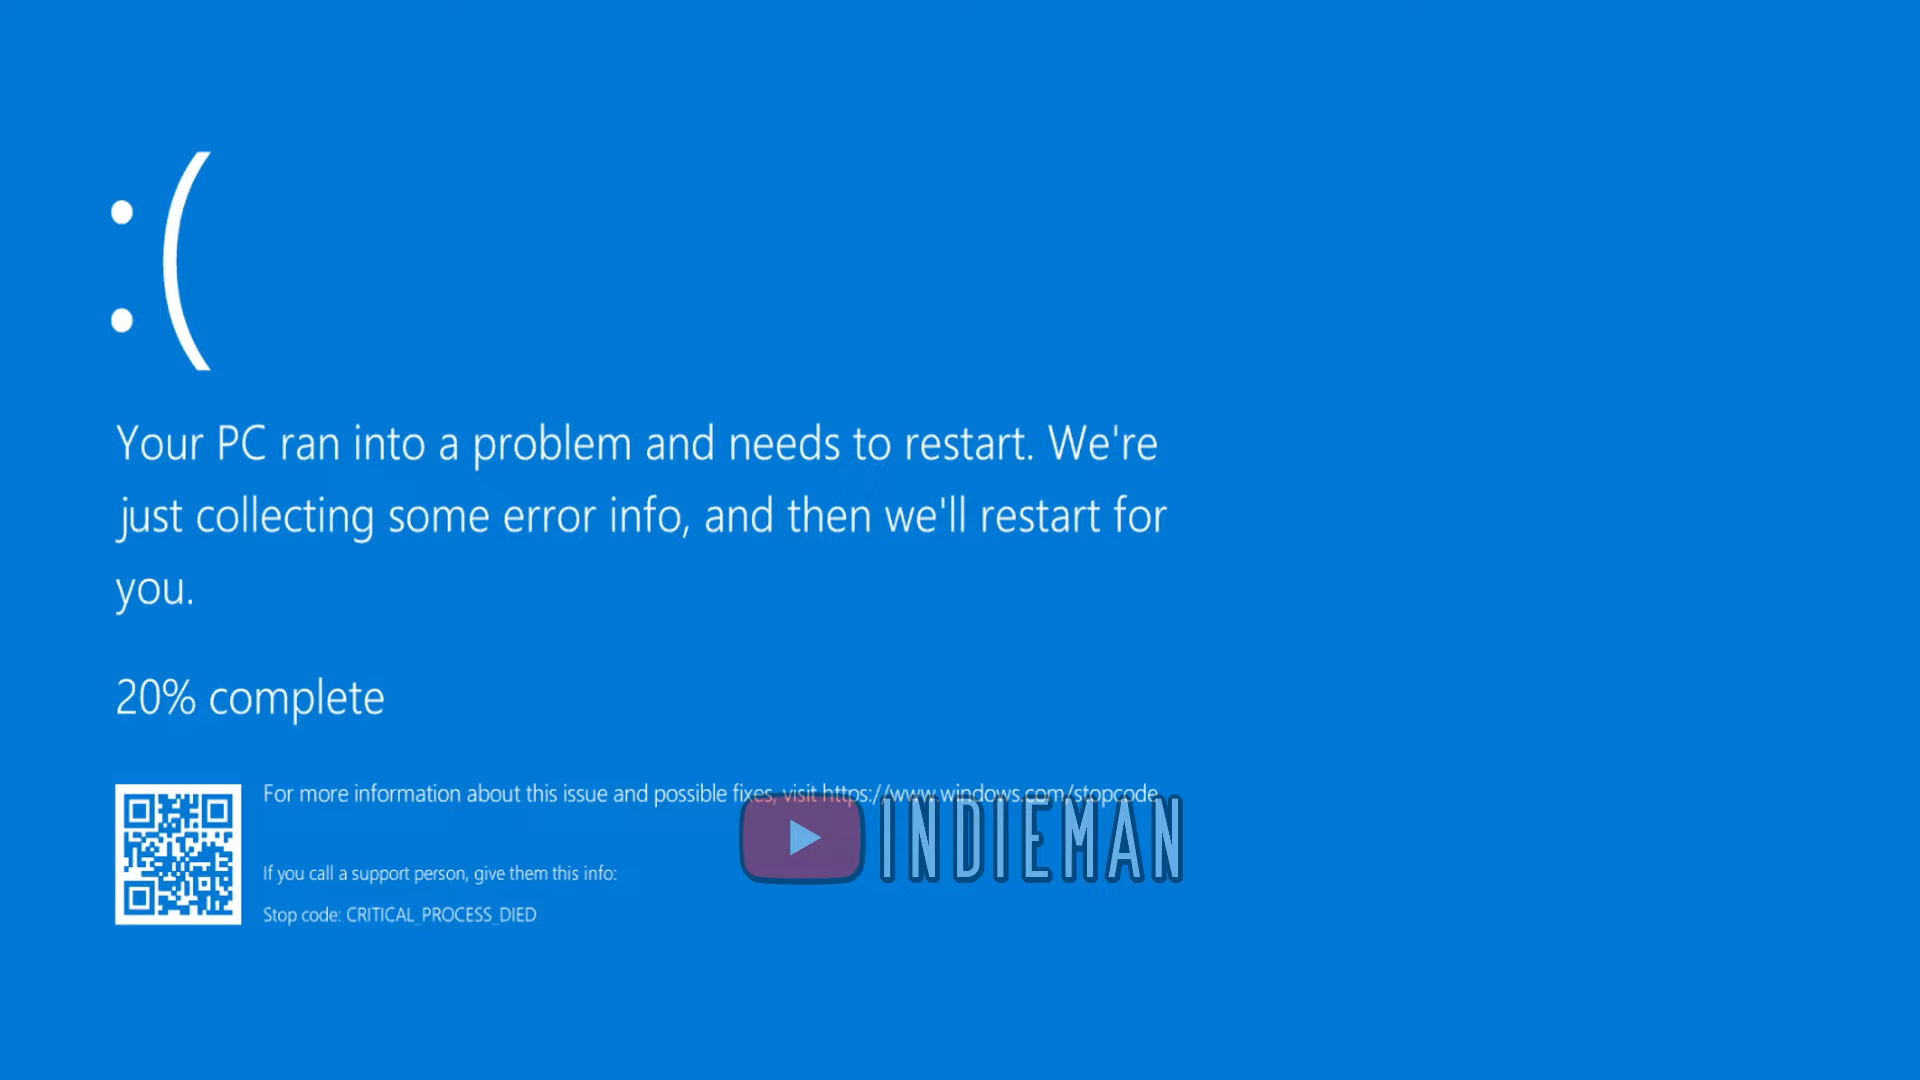 :(
Your PC ran into a problem and needs to restart. We're
just collecting some error info, and then we'll restart for
you.
20% complete
For more information about this issue and possible fixes, visit https://www.windows.com/stopcode
INDIEMAN
If you call a support person, give them this info:
Stop code: CRITICAL_PROCESS_DIED